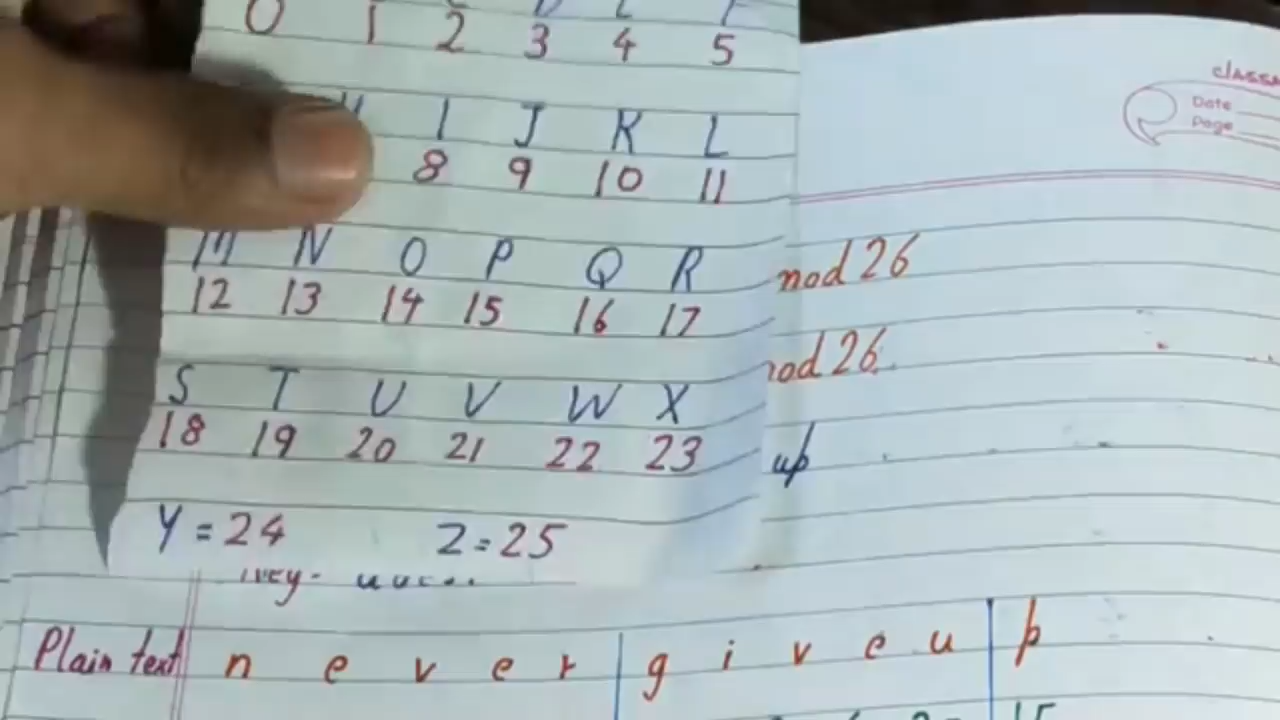 0 1 2 3 4 5
I J K L
8 9 10 11
M N O P Q R
12 13 14 15 16 17
S T U V W X
18 19 20 21 22 23
Y = 24 Z = 25
Date
Page
mod 26
mod 26.
up
Plain text n e v e r g i v e u p
15